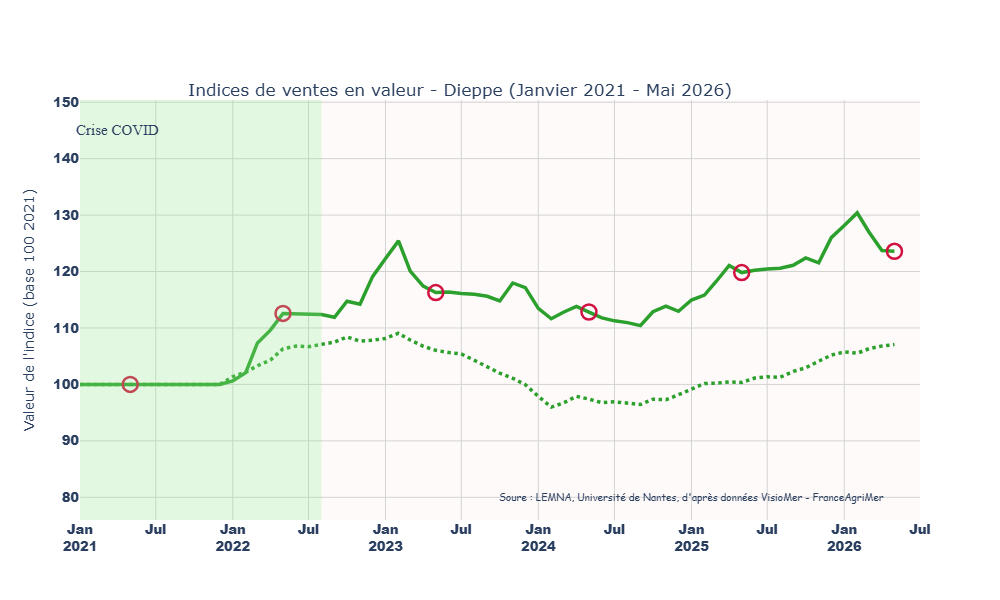 Indices de ventes en valeur - Dieppe (Janvier 2021 - Mai 2026)
Crise COVID
Valeur de l'indice (base 100 2021)
150
140
130
120
110
100
90
80
Soure : LEMNA, Université de Nantes, d'après données VisioMer - FranceAgriMer
Jan Jul Jan Jul Jan Jul Jan Jul Jan Jul Jan Jul
2021 2022 2023 2024 2025 2026